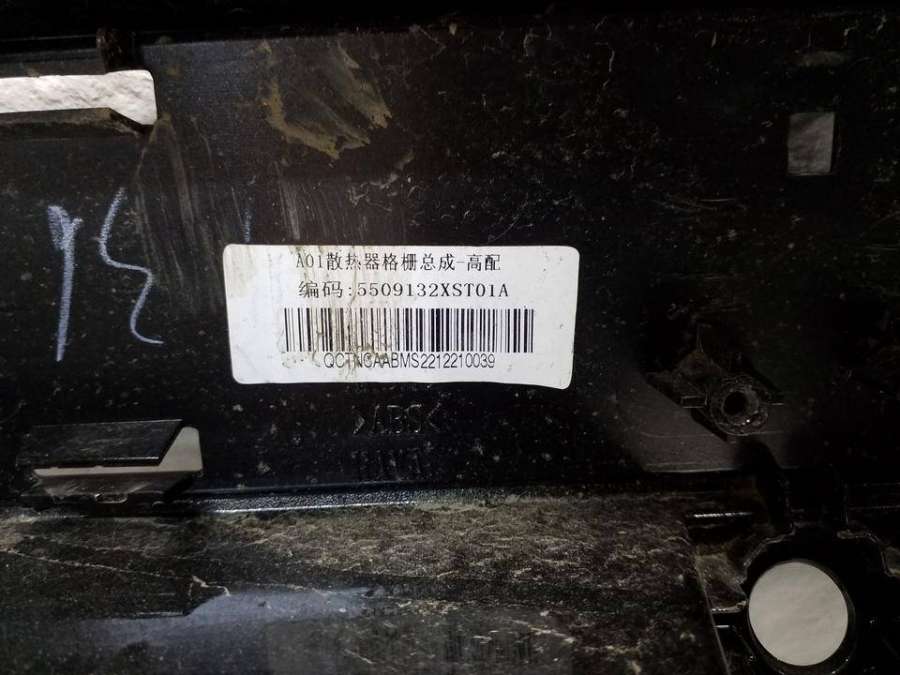 A01散热器格栅总成-高配
编码:5509132XST01A
QCTNCAABMS2212210039
>ABS<